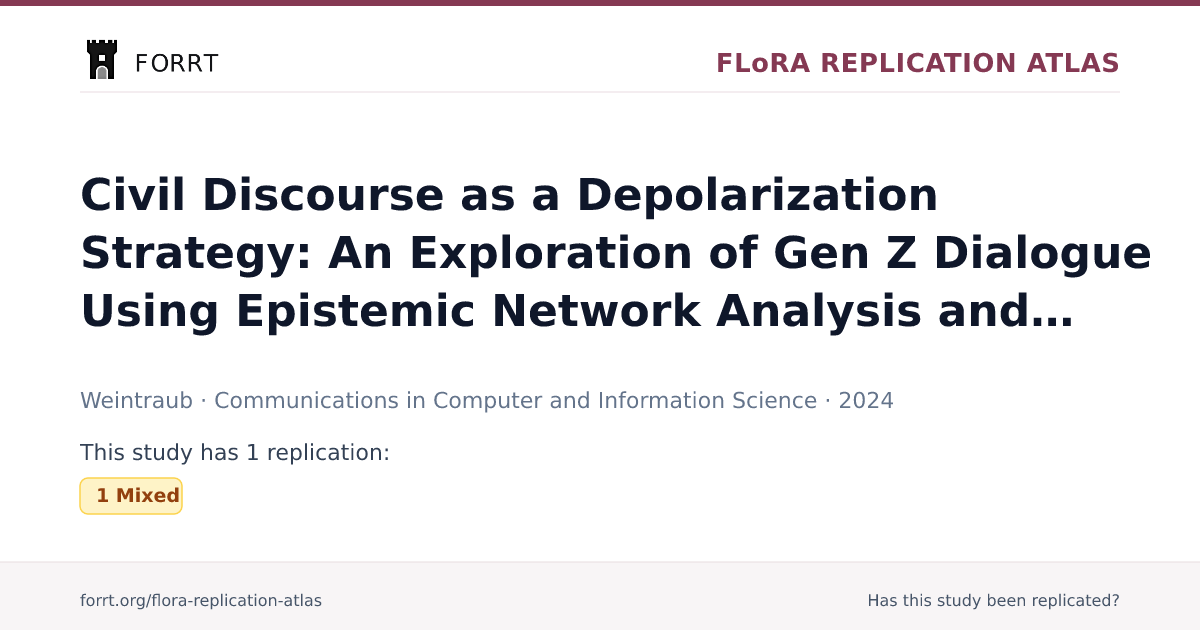 FORRT
FLoRA REPLICATION ATLAS
Civil Discourse as a Depolarization
Strategy: An Exploration of Gen Z Dialogue
Using Epistemic Network Analysis and…
Weintraub · Communications in Computer and Information Science · 2024
This study has 1 replication:
1 Mixed
forrt.org/flora-replication-atlas
Has this study been replicated?